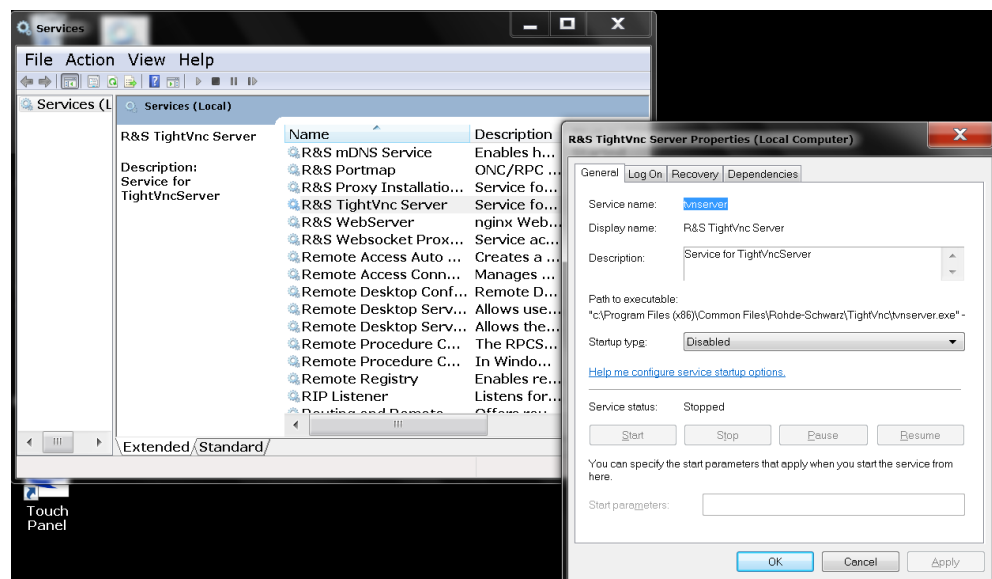 Services
File Action View Help
Services (L
Services (Local)
R&S TightVnc Server
Description:
Service for
TightVncServer
Name Description
R&S mDNS Service Enables h...
R&S Portmap ONC/RPC ...
R&S Proxy Installatio... Service fo...
R&S TightVnc Server Service fo...
R&S WebServer nginx Web...
R&S Websocket Prox... Service ac...
Remote Access Auto ... Creates a ...
Remote Access Conn... Manages ...
Remote Desktop Conf... Remote D...
Remote Desktop Serv... Allows use...
Remote Desktop Serv... Allows the...
Remote Procedure C... The RPCS...
Remote Procedure C... In Windo...
Remote Registry Enables re...
RIP Listener Listens for...
Extended Standard
Touch
Panel
R&S TightVnc Server Properties (Local Computer)
General Log On Recovery Dependencies
Service name: tvnserver
Display name: R&S TightVnc Server
Description: Service for TightVncServer
Path to executable:
"c:\Program Files (x86)\Common Files\Rohde-Schwarz\TightVnc\tvnserver.exe" -
Startup type: Disabled
Help me configure service startup options.
Service status: Stopped
Start Stop Pause Resume
You can specify the start parameters that apply when you start the service from
here.
Start parameters:
OK Cancel Apply